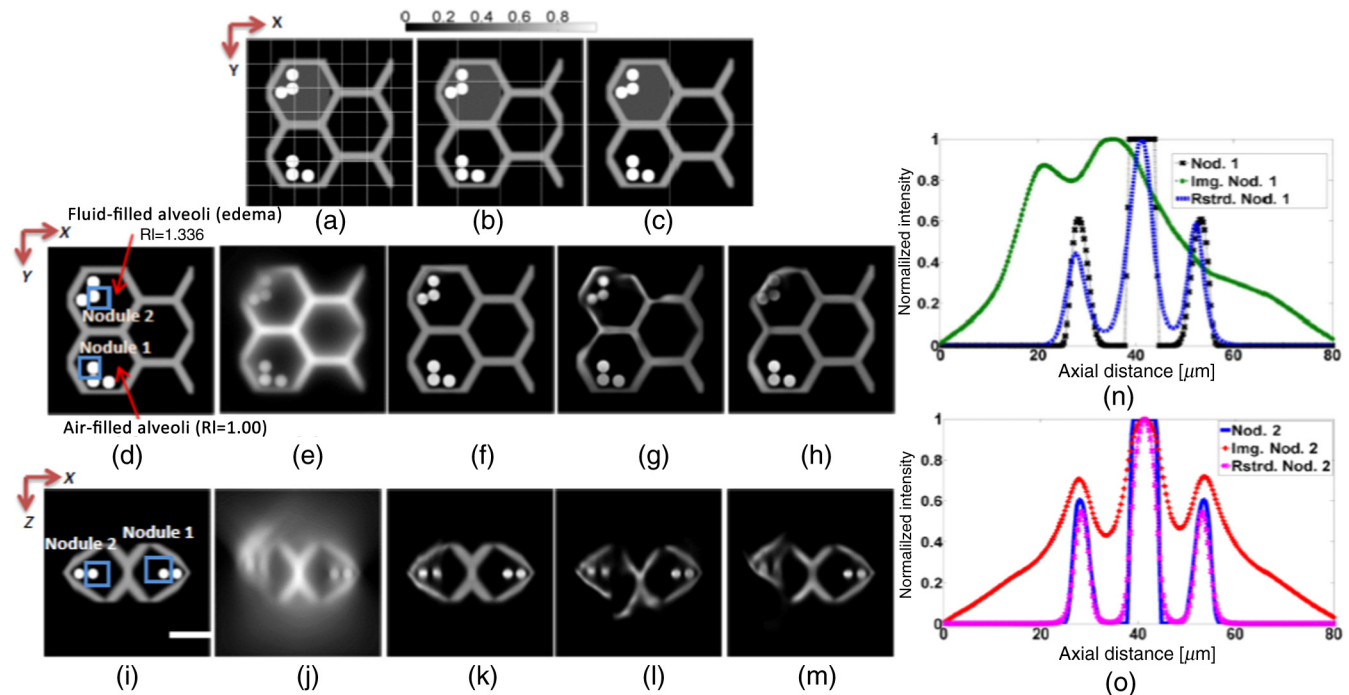 0 0.2 0.4 0.6 0.8
X
Y
(a) (b) (c)
Fluid-filled alveoli (edema)
RI=1.336
X
Y
Nodule 2
Nodule 1
Air-filled alveoli (RI=1.00)
(d) (e) (f) (g) (h)
X
Z
Nodule 1
Nodule 2
(i) (j) (k) (l) (m)
Normalilzed intensity
1
0.8
0.6
0.4
0.2
0
0 20 40 60 80
Nod. 1
Img. Nod. 1
Rstrd. Nod. 1
Axial distance [μm]
(n)
Normalilzed intensity
1
0.8
0.6
0.4
0.2
0
0 20 40 60 80
Nod. 2
Img. Nod. 2
Rstrd. Nod. 2
Axial distance [μm]
(o)